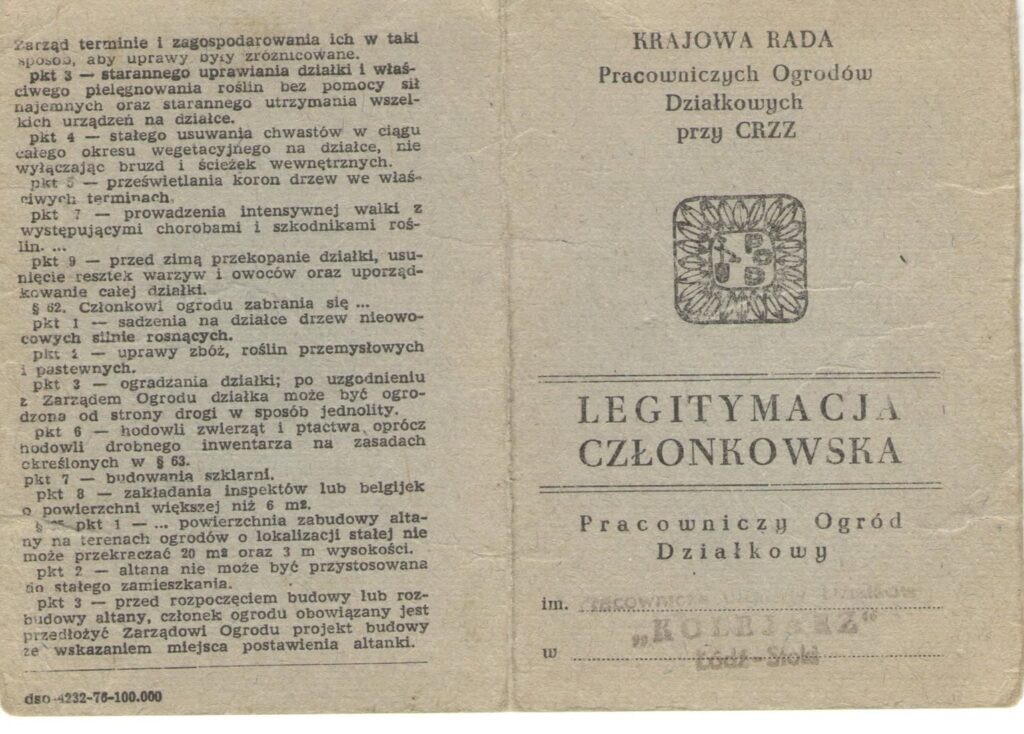 Zarząd terminie i zagospodarowania ich w taki
sposób, aby uprawy były zróżnicowane.
pkt 3 — starannego uprawiania działki i właś-
ciwego pielęgnowania roślin bez pomocy sił
najemnych oraz starannego utrzymania wszel-
kich urządzeń na działce.
pkt 4 — stałego usuwania chwastów w ciągu
całego okresu wegetacyjnego na działce, nie
wyłączając bruzd i ścieżek wewnętrznych.
pkt 5 — prześwietlania koron drzew we właś-
ciwych terminach.
pkt 7 — prowadzenia intensywnej walki z
występującymi chorobami i szkodnikami roś-
lin. ...
pkt 9 — przed zimą przekopanie działki, usu-
nięcie resztek warzyw i owoców oraz uporząd-
kowanie całej działki.
§ 62. Członkowi ogrodu zabrania się ...
pkt 1 — sadzenia na działce drzew nieowo-
cowych silnie rosnących.
pkt 2 — uprawy zbóż, roślin przemysłowych
i pastewnych.
pkt 3 — ogradzania działki; po uzgodnieniu
z Zarządem Ogrodu działka może być ogro-
dzona od strony drogi w sposób jednolity.
pkt 6 — hodowli zwierząt i ptactwa, oprócz
hodowli drobnego inwentarza na zasadach
określonych w § 63.
pkt 7 — budowania szklarni.
pkt 8 — zakładania inspektów lub belgijek
o powierzchni większej niż 6 m2.
§ pkt 1 — ... powierzchnia zabudowy alta-
ny na terenach ogrodów o lokalizacji stałej nie
może przekraczać 20 m2 oraz 3 m wysokości.
pkt 2 — altana nie może być przystosowana
do stałego zamieszkania.
pkt 3 — przed rozpoczęciem budowy lub roz-
budowy altany, członek ogrodu obowiązany jest
przedłożyć Zarządowi Ogrodu projekt budowy
ze wskazaniem miejsca postawienia altanki.
dso-4232-76-100.000
KRAJOWA RADA
Pracowniczych Ogrodów
Działkowych
przy CRZZ
POD
LEGITYMACJA
CZŁONKOWSKA
Pracowniczy Ogród
Działkowy
im.
„KOLEJARZ"
w Łódź-Stoki